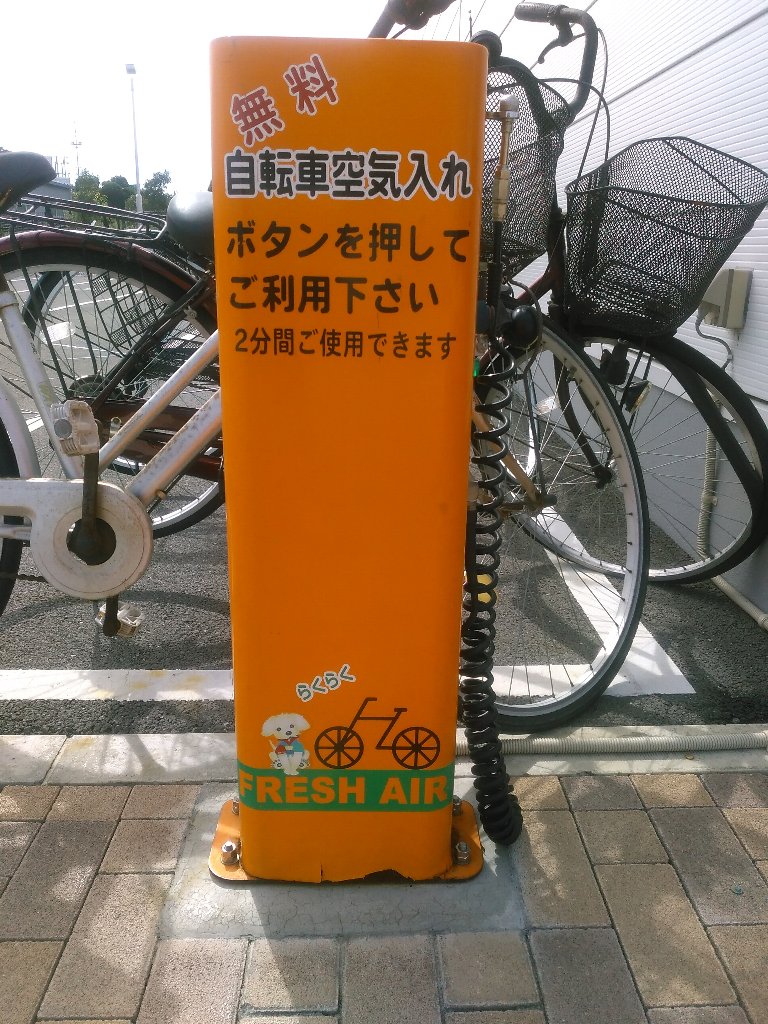 無料
自転車空気入れ
ボタンを押して
ご利用下さい
2分間ご使用できます
らくらく
FRESH AIR